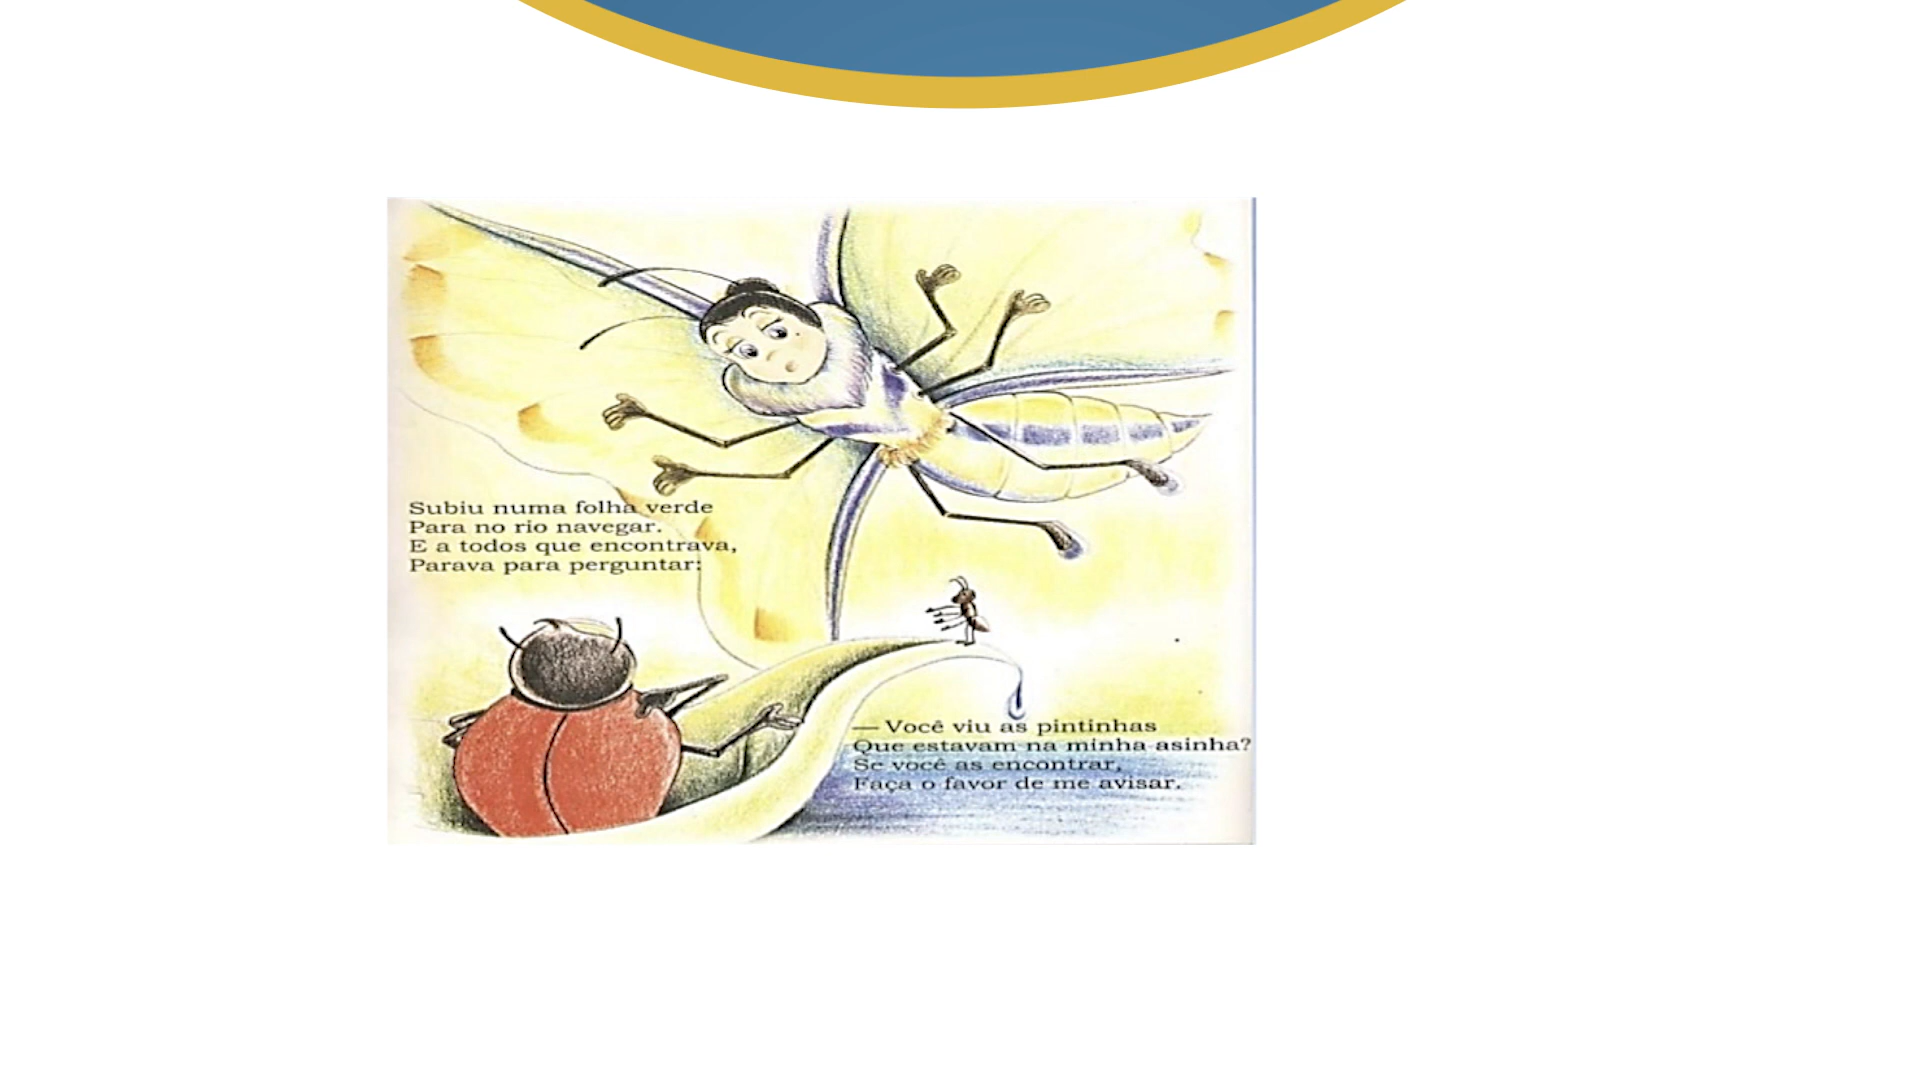 Subiu numa folha verde
Para no rio navegar.
E a todos que encontrava,
Parava para perguntar:
— Você viu as pintinhas
Que estavam na minha asinha?
Se você as encontrar,
Faça o favor de me avisar.